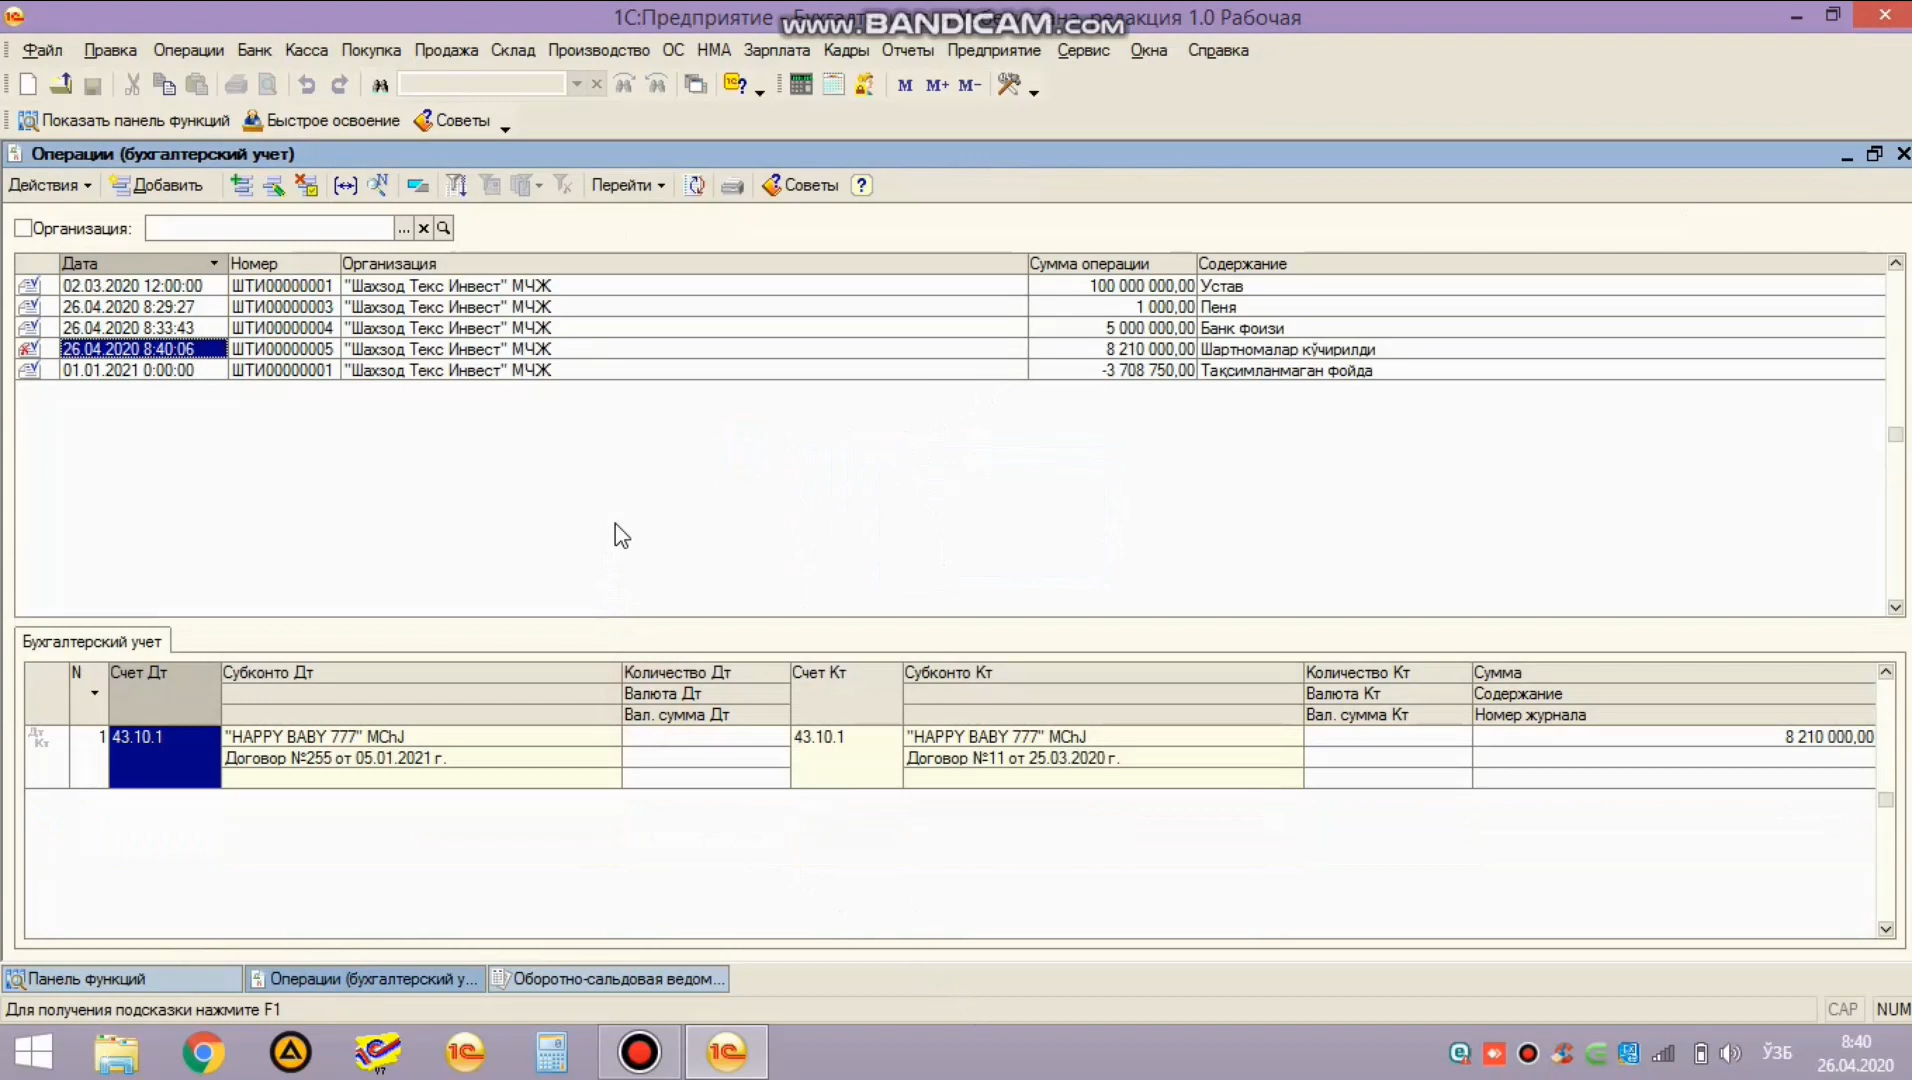 1С:Предприятие - Бухгалтерия редакция 1.0 Рабочая
www.BANDICAM.com
Файл Правка Операции Банк Касса Покупка Продажа Склад Производство ОС НМА Зарплата Кадры Отчеты Предприятие Сервис Окна Справка
M M+ M-
Показать панель функций Быстрое освоение Советы
Операции (бухгалтерский учет)
Действия Добавить Перейти Советы ?
Организация: ... x
Дата Номер Организация Сумма операции Содержание
02.03.2020 12:00:00 ШТИ00000001 "Шахзод Текс Инвест" МЧЖ 100 000 000,00 Устав
26.04.2020 8:29:27 ШТИ00000003 "Шахзод Текс Инвест" МЧЖ 1 000,00 Пеня
26.04.2020 8:33:43 ШТИ00000004 "Шахзод Текс Инвест" МЧЖ 5 000 000,00 Банк фоизи
26.04.2020 8:40:06 ШТИ00000005 "Шахзод Текс Инвест" МЧЖ 8 210 000,00 Шартномалар кўчирилди
01.01.2021 0:00:00 ШТИ00000001 "Шахзод Текс Инвест" МЧЖ -3 708 750,00 Тақсимланмаган фойда
Бухгалтерский учет
N Счет Дт Субконто Дт Количество Дт Счет Кт Субконто Кт Количество Кт Сумма
Валюта Дт Валюта Кт Содержание
Вал. сумма Дт Вал. сумма Кт Номер журнала
Дт Кт 1 43.10.1 "HAPPY BABY 777" MChJ 43.10.1 "HAPPY BABY 777" MChJ 8 210 000,00
Договор №255 от 05.01.2021 г. Договор №11 от 25.03.2020 г.
Панель функций Операции (бухгалтерский у... Оборотно-сальдовая ведом...
Для получения подсказки нажмите F1 CAP NUM
ЎЗБ 8:40
26.04.2020